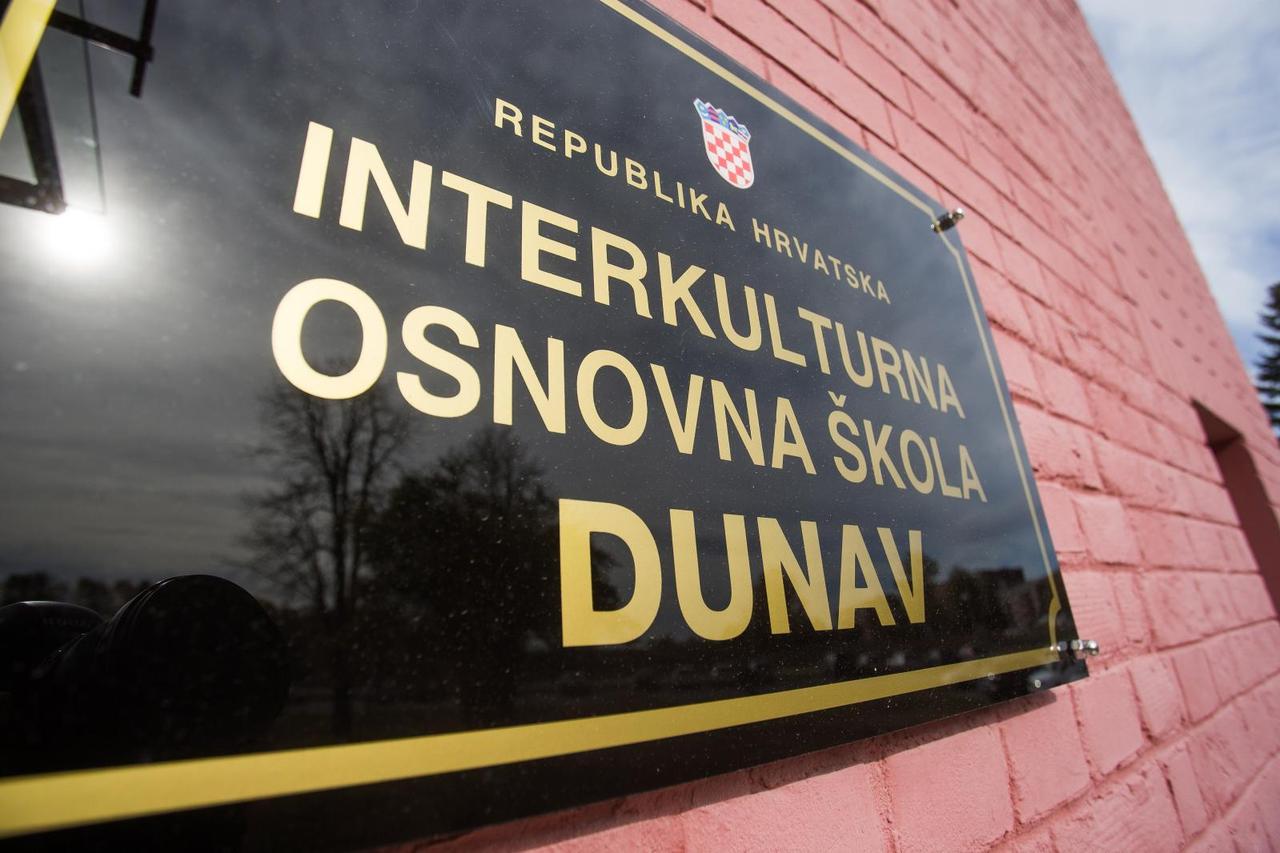 REPUBLIKA HRVATSKA
INTERKULTURNA
OSNOVNA ŠKOLA
DUNAV